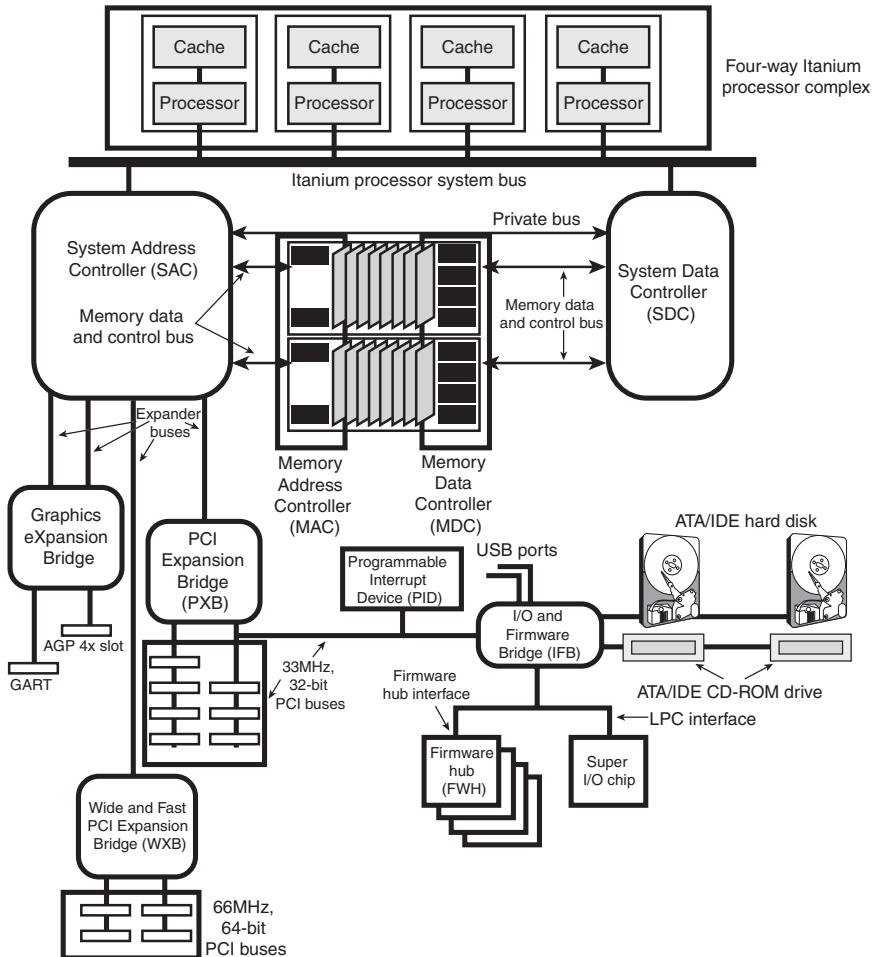 Cache
Cache
Cache
Cache
Processor
Processor
Processor
Processor
Four-way Itanium
processor complex
Itanium processor system bus
System Address
Controller (SAC)
Private bus
System Data
Controller
(SDC)
Memory data
and control bus
Memory data
and control bus
Expander
buses
Memory
Address
Controller
(MAC)
Memory
Data
Controller
(MDC)
Graphics
eXpansion
Bridge
PCI
Expansion
Bridge
(PXB)
Programmable
Interrupt
Device (PID)
USB ports
ATA/IDE hard disk
I/O and
Firmware
Bridge (IFB)
AGP 4x slot
GART
33MHz,
32-bit
PCI buses
Firmware
hub interface
ATA/IDE CD-ROM drive
LPC interface
Firmware
hub
(FWH)
Super
I/O chip
Wide and Fast
PCI Expansion
Bridge (WXB)
66MHz,
64-bit
PCI buses